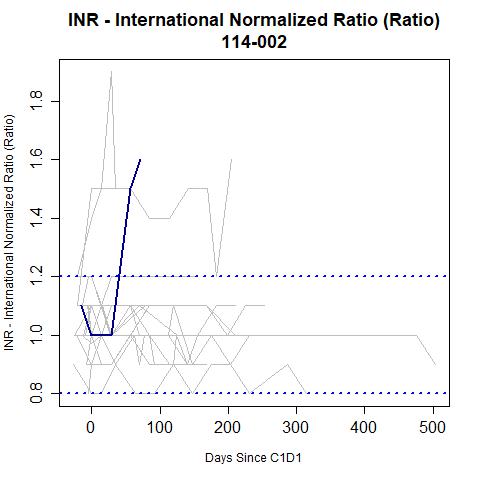 INR - International Normalized Ratio (Ratio)
114-002
INR - International Normalized Ratio (Ratio)
1.8
1.6
1.4
1.2
1.0
0.8
0 100 200 300 400 500
Days Since C1D1